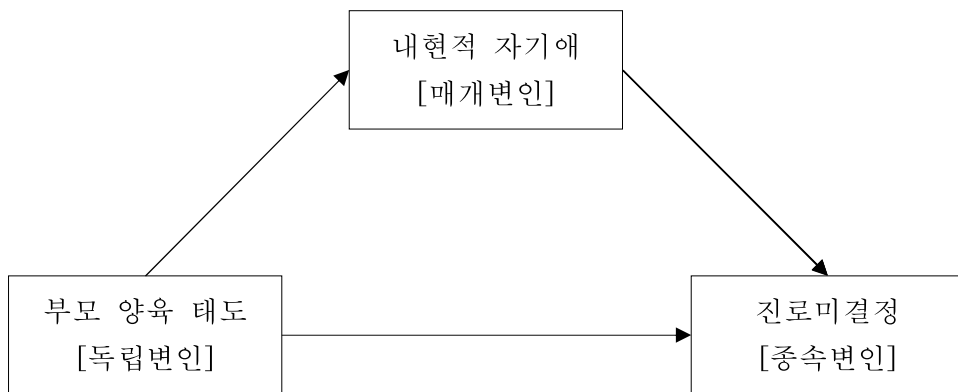 내현적 자기애
[매개변인]
부모 양육 태도
[독립변인]
진로미결정
[종속변인]